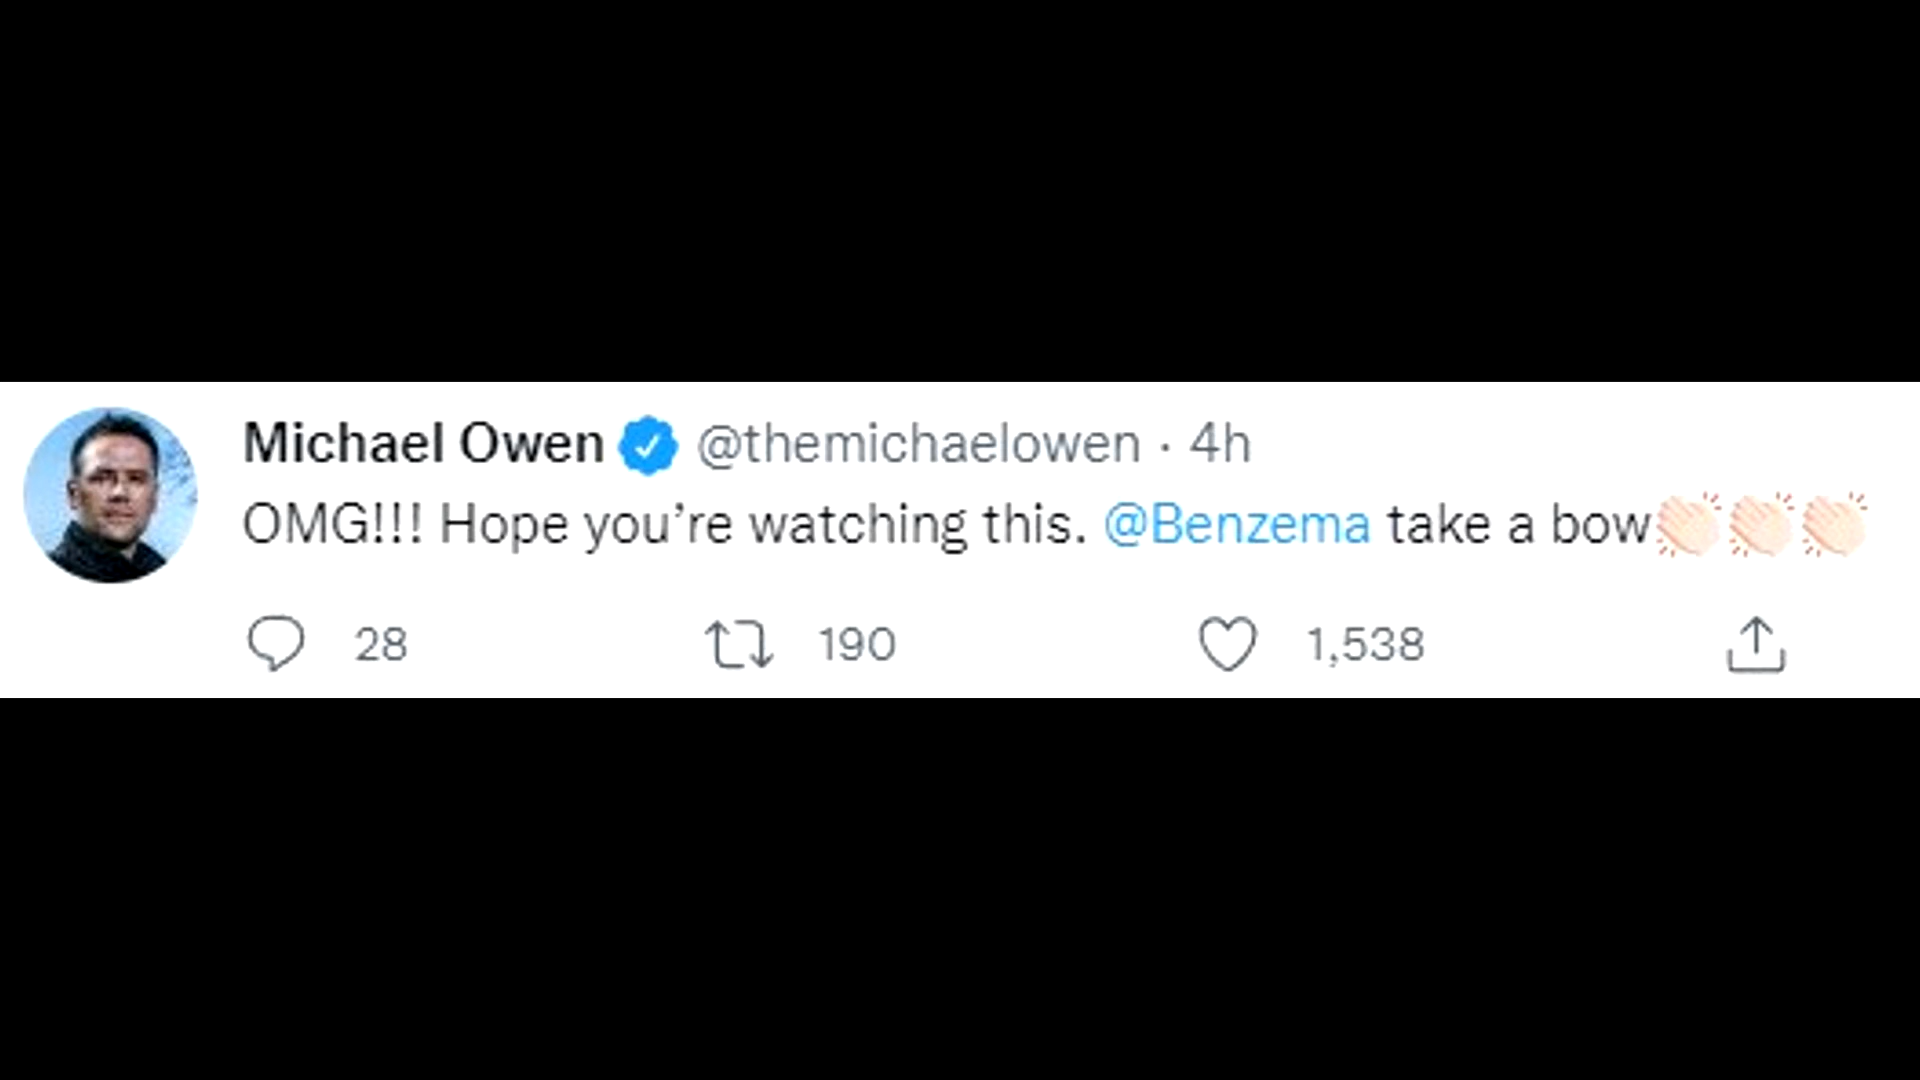 Michael Owen @themichaelowen · 4h
OMG!!! Hope you’re watching this. @Benzema take a bow👏🏻👏🏻👏🏻
28 190 1,538